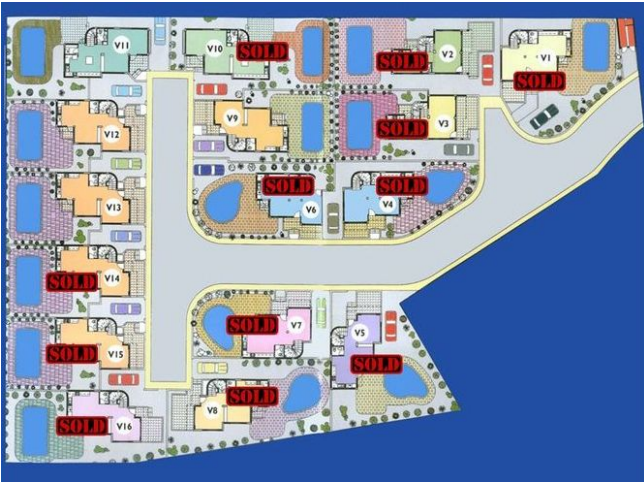 V11
V10
SOLD
V2
SOLD
V1
SOLD
V12
V9
V3
SOLD
V13
SOLD
V6
SOLD
V4
V14
SOLD
V7
SOLD
V5
SOLD
V15
SOLD
V8
SOLD
V16
SOLD